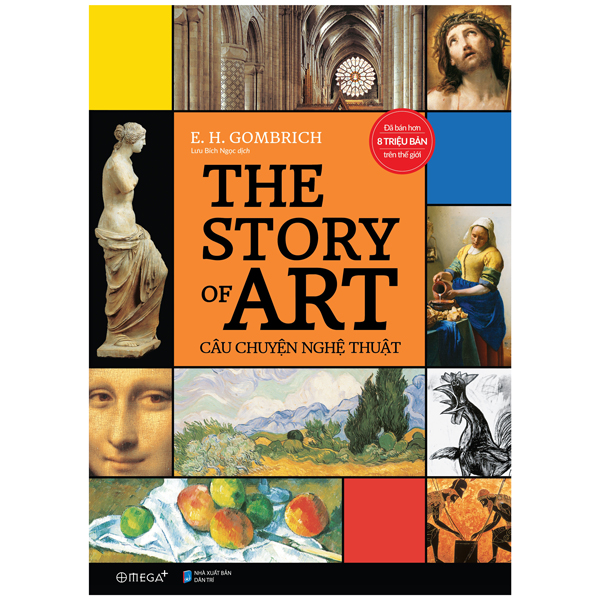 E. H. GOMBRICH
Lưu Bích Ngọc dịch
Đã bán hơn
8 TRIỆU BẢN
trên thế giới
THE
STORY
OF ART
CÂU CHUYỆN NGHỆ THUẬT
OMEGA+
NHÀ XUẤT BẢN
DÂN TRÍ